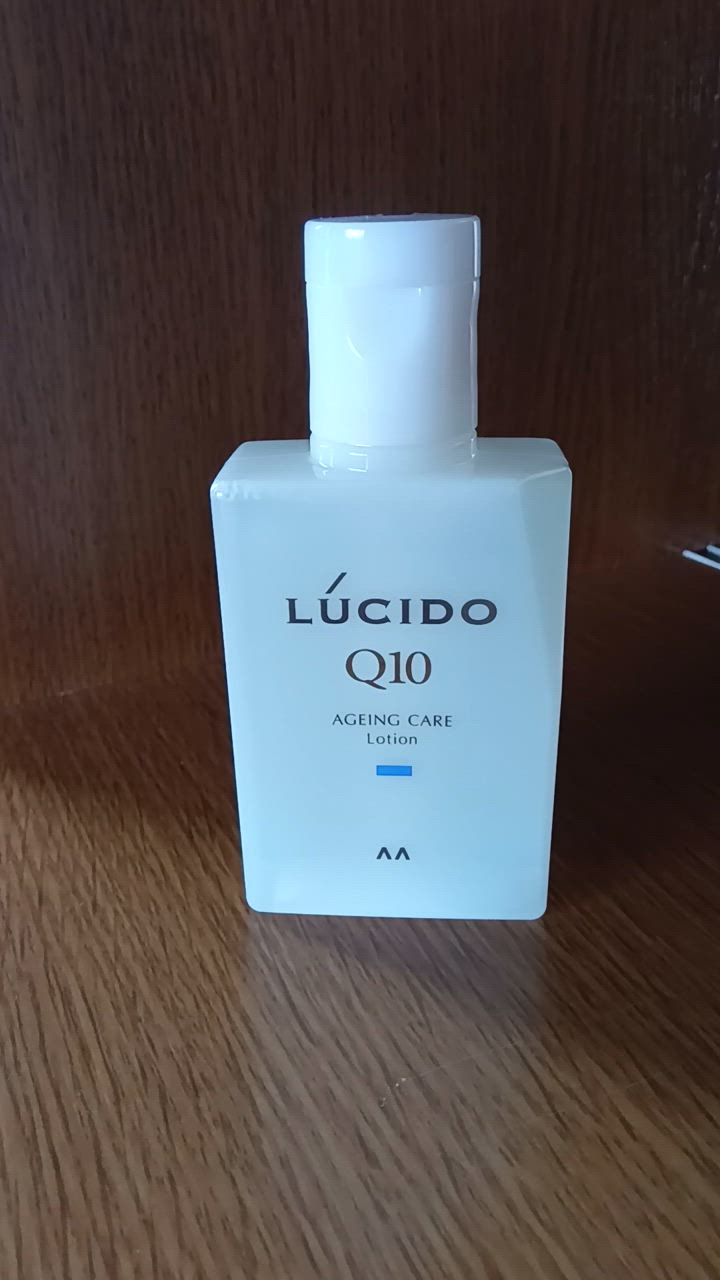 LÚCIDO
Q10
AGEING CARE
Lotion